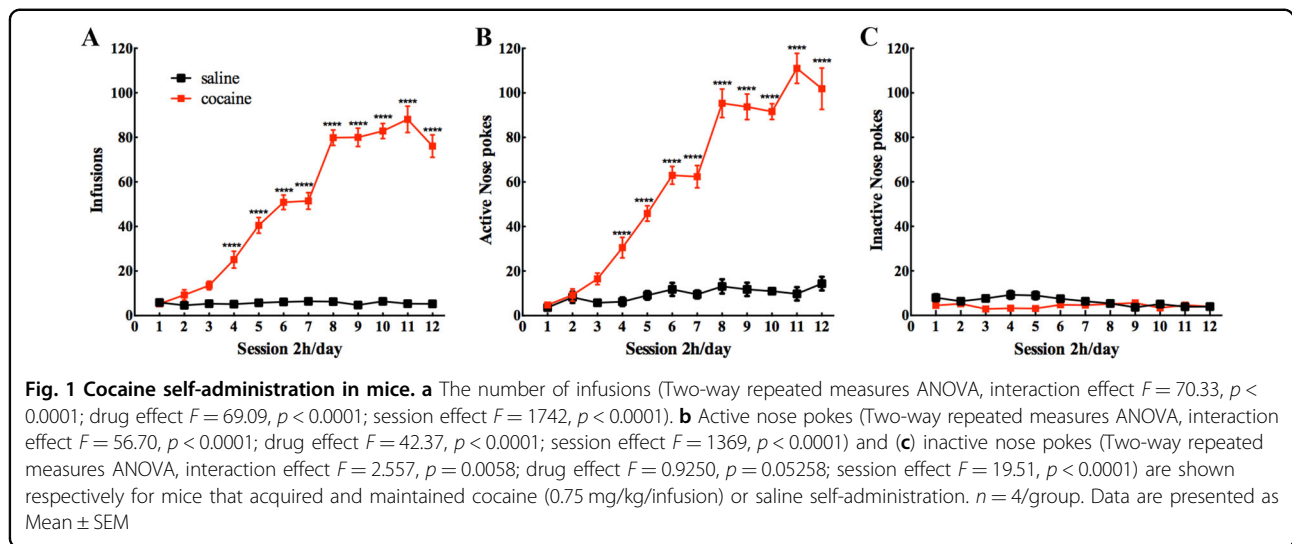 A
B
C
120
100
80
60
40
20
0
Infusions
saline
cocaine
****
****
****
****
****
****
****
****
****
1 2 3 4 5 6 7 8 9 10 11 12
Session 2h/day
120
100
80
60
40
20
0
Active Nose pokes
****
****
****
****
****
****
****
****
****
1 2 3 4 5 6 7 8 9 10 11 12
Session 2h/day
120
100
80
60
40
20
0
Inactive Nose pokes
1 2 3 4 5 6 7 8 9 10 11 12
Session 2h/day
Fig. 1 Cocaine self-administration in mice. a The number of infusions (Two-way repeated measures ANOVA, interaction effect F = 70.33, p <
0.0001; drug effect F = 69.09, p < 0.0001; session effect F = 1742, p < 0.0001). b Active nose pokes (Two-way repeated measures ANOVA, interaction
effect F = 56.70, p < 0.0001; drug effect F = 42.37, p < 0.0001; session effect F = 1369, p < 0.0001) and (c) inactive nose pokes (Two-way repeated
measures ANOVA, interaction effect F = 2.557, p = 0.0058; drug effect F = 0.9250, p = 0.05258; session effect F = 19.51, p < 0.0001) are shown
respectively for mice that acquired and maintained cocaine (0.75 mg/kg/infusion) or saline self-administration. n = 4/group. Data are presented as
Mean ± SEM